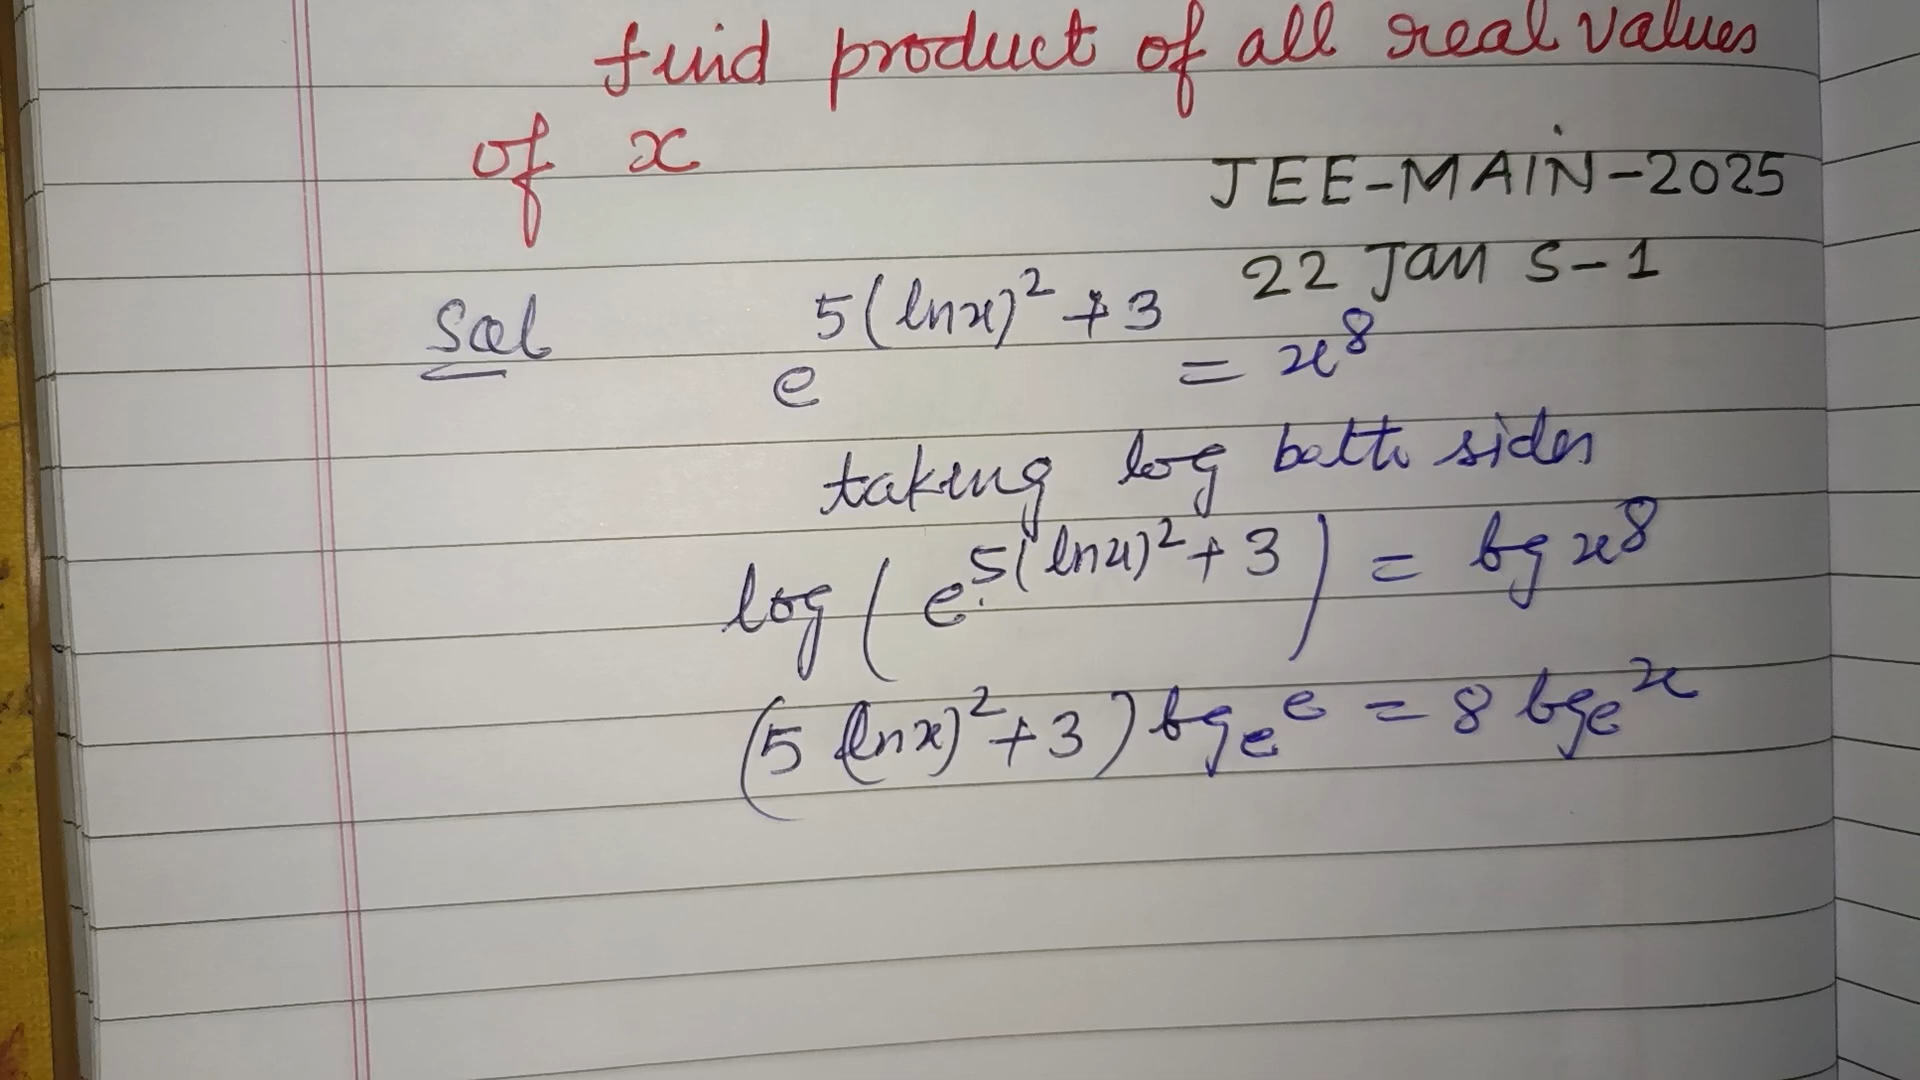 find product of all real values
of x
JEE-MAIN-2025
22 Jan S-1
Sol e^{5(ln x)^2 + 3} = x^8
taking log both sides
log(e^{5(ln x)^2 + 3}) = log x^8
(5(ln x)^2 + 3) log_e e = 8 log_e x